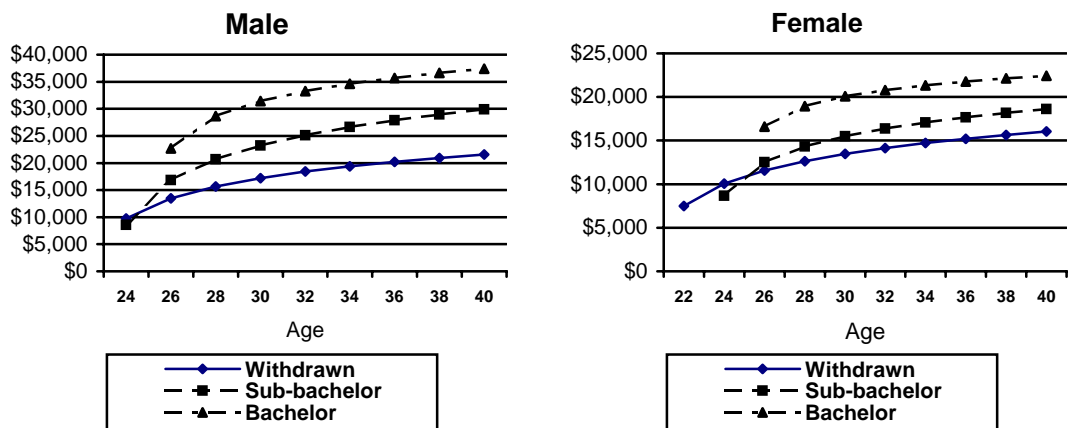 Male
$40,000
$35,000
$30,000
$25,000
$20,000
$15,000
$10,000
$5,000
$0
24 26 28 30 32 34 36 38 40
Age
Withdrawn
Sub-bachelor
Bachelor
Female
$25,000
$20,000
$15,000
$10,000
$5,000
$0
22 24 26 28 30 32 34 36 38 40
Age
Withdrawn
Sub-bachelor
Bachelor